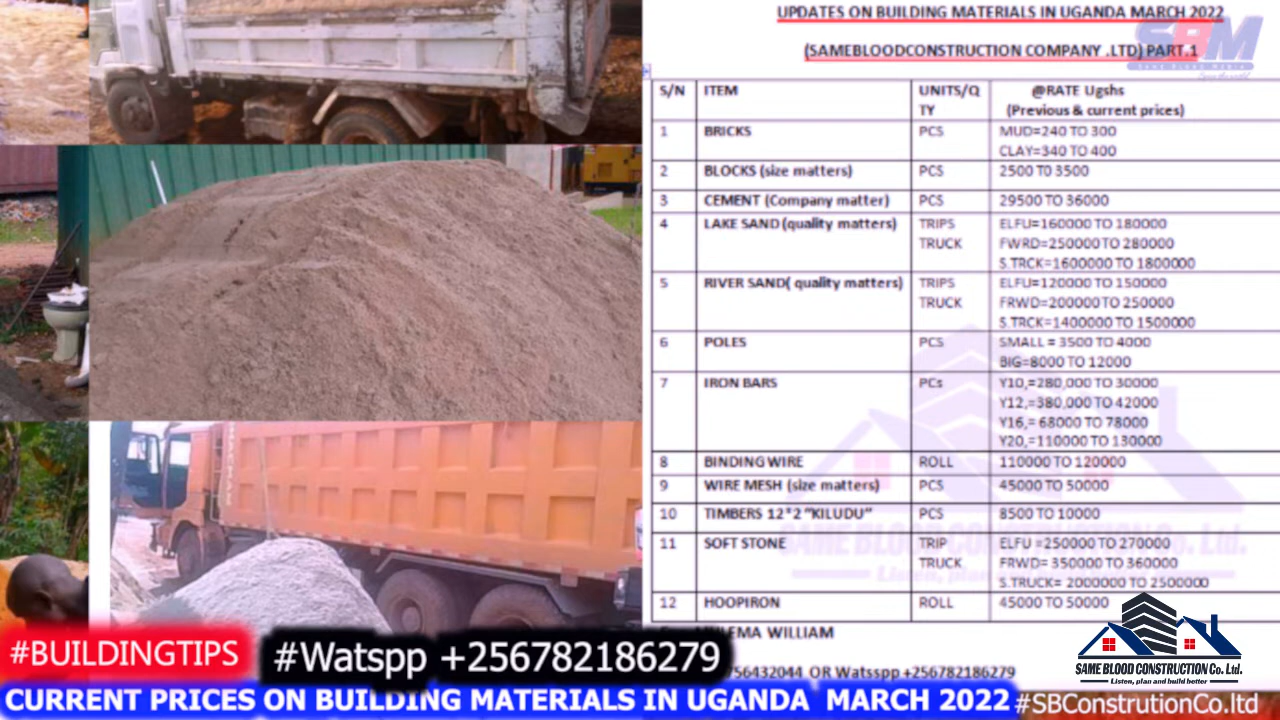 UPDATES ON BUILDING MATERIALS IN UGANDA MARCH 2022
(SAMEBLOODCONSTRUCTION COMPANY .LTD) PART.1
SBM
SAME BLOOD MEDIA
S/N ITEM UNITS/Q TY @RATE Ugshs (Previous & current prices)
1 BRICKS PCS MUD=240 TO 300
CLAY=340 TO 400
2 BLOCKS (size matters) PCS 2500 T0 3500
3 CEMENT (Company matter) PCS 29500 TO 36000
4 LAKE SAND (quality matters) TRIPS ELFU=160000 TO 180000
TRUCK FWRD=250000 TO 280000
S.TRCK=1600000 TO 1800000
5 RIVER SAND( quality matters) TRIPS ELFU=120000 TO 150000
TRUCK FRWD=200000 TO 250000
S.TRCK=1400000 TO 1500000
6 POLES PCS SMALL = 3500 TO 4000
BIG=8000 TO 12000
7 IRON BARS PCs Y10,=280,000 TO 30000
Y12,=380,000 TO 42000
Y16,= 68000 TO 78000
Y20,=110000 TO 130000
8 BINDING WIRE ROLL 110000 TO 120000
9 WIRE MESH (size matters) PCS 45000 TO 50000
10 TIMBERS 12*2 "KILUDU" PCS 8500 TO 10000
11 SOFT STONE TRIP ELFU =250000 TO 270000
TRUCK FRWD= 350000 TO 360000
S.TRUCK= 2000000 TO 2500000
12 HOOPIRON ROLL 45000 TO 50000
SAME BLOOD CONSTRUCTION Co. Ltd.
WILLIAM
756432044 OR Watsspp +256782186279
SAME BLOOD CONSTRUCTION Co. Ltd.
Listen, plan and build better
#BUILDINGTIPS
#Watspp +256782186279
CURRENT PRICES ON BUILDING MATERIALS IN UGANDA MARCH 2022
#SBConstrutionCo.ltd